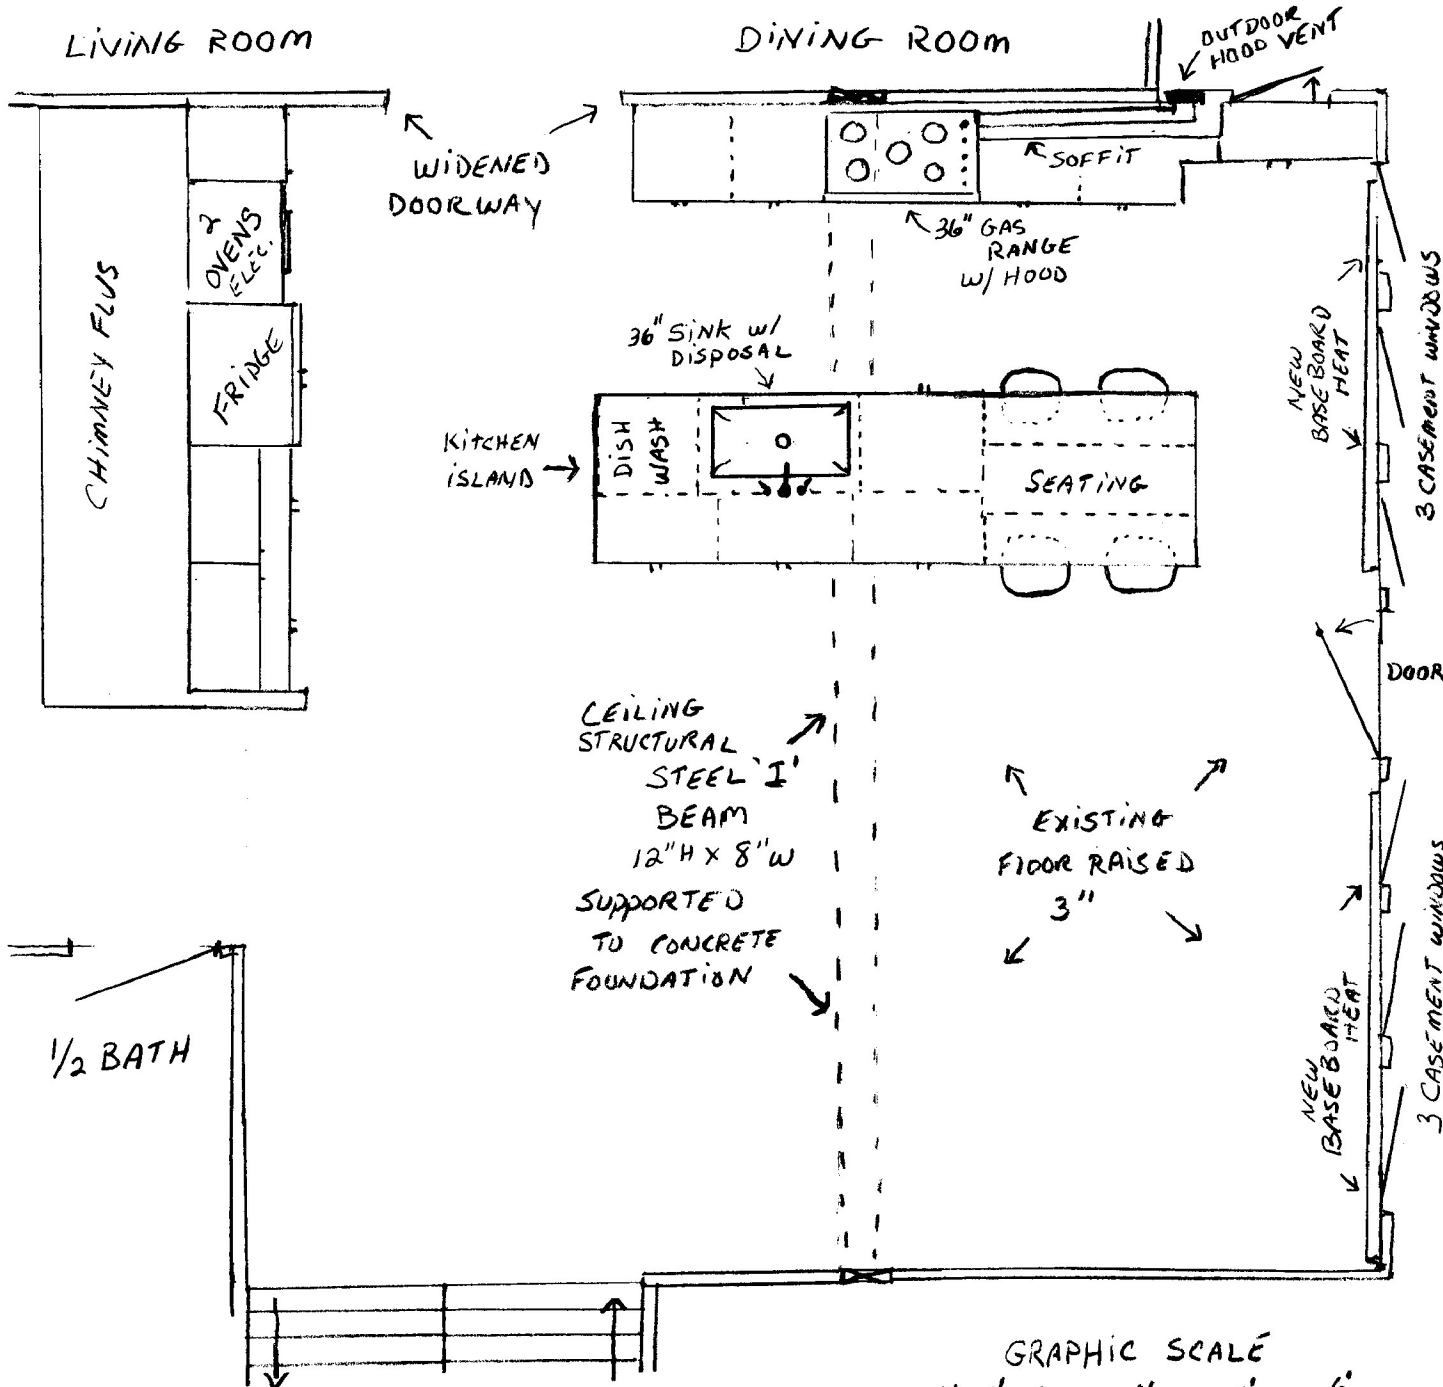 LIVING ROOM
DINING ROOM
OUTDOOR
HOOD VENT
WIDENED
DOORWAY
SOFFIT
36" GAS
RANGE
W/ HOOD
2
OVENS
ELEC.
CHIMNEY FLUS
FRIDGE
36" SINK W/
DISPOSAL
KITCHEN
ISLAND
DISH
WASH
SEATING
NEW
BASEBOARD
HEAT
3 CASEMENT WINDOWS
DOOR
CEILING
STRUCTURAL
STEEL 'I'
BEAM
12"H X 8"W
SUPPORTED
TO CONCRETE
FOUNDATION
EXISTING
FLOOR RAISED
3"
NEW
BASEBOARD
HEAT
3 CASEMENT WINDOWS
1/2 BATH
GRAPHIC SCALE